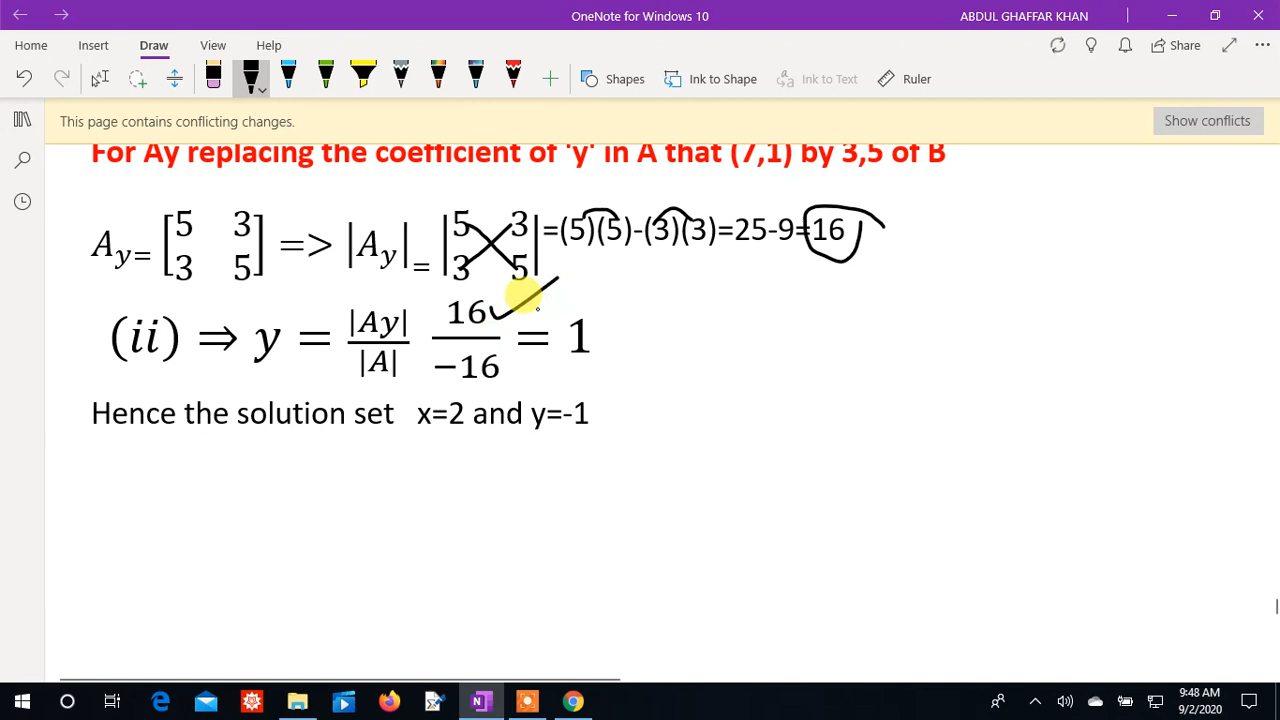 OneNote for Windows 10
ABDUL GHAFFAR KHAN
Home Insert Draw View Help
Share
Shapes Ink to Shape Ink to Text Ruler
This page contains conflicting changes.
Show conflicts
For Ay replacing the coefficient of 'y' in A that (7,1) by 3,5 of B
A_y= [5 3; 3 5] => |A_y|_= |5 3; 3 5| =(5)(5)-(3)(3)=25-9=16
(ii) ⇒ y = |Ay|/|A| 16/−16 = 1
Hence the solution set x=2 and y=-1
9:48 AM
9/2/2020